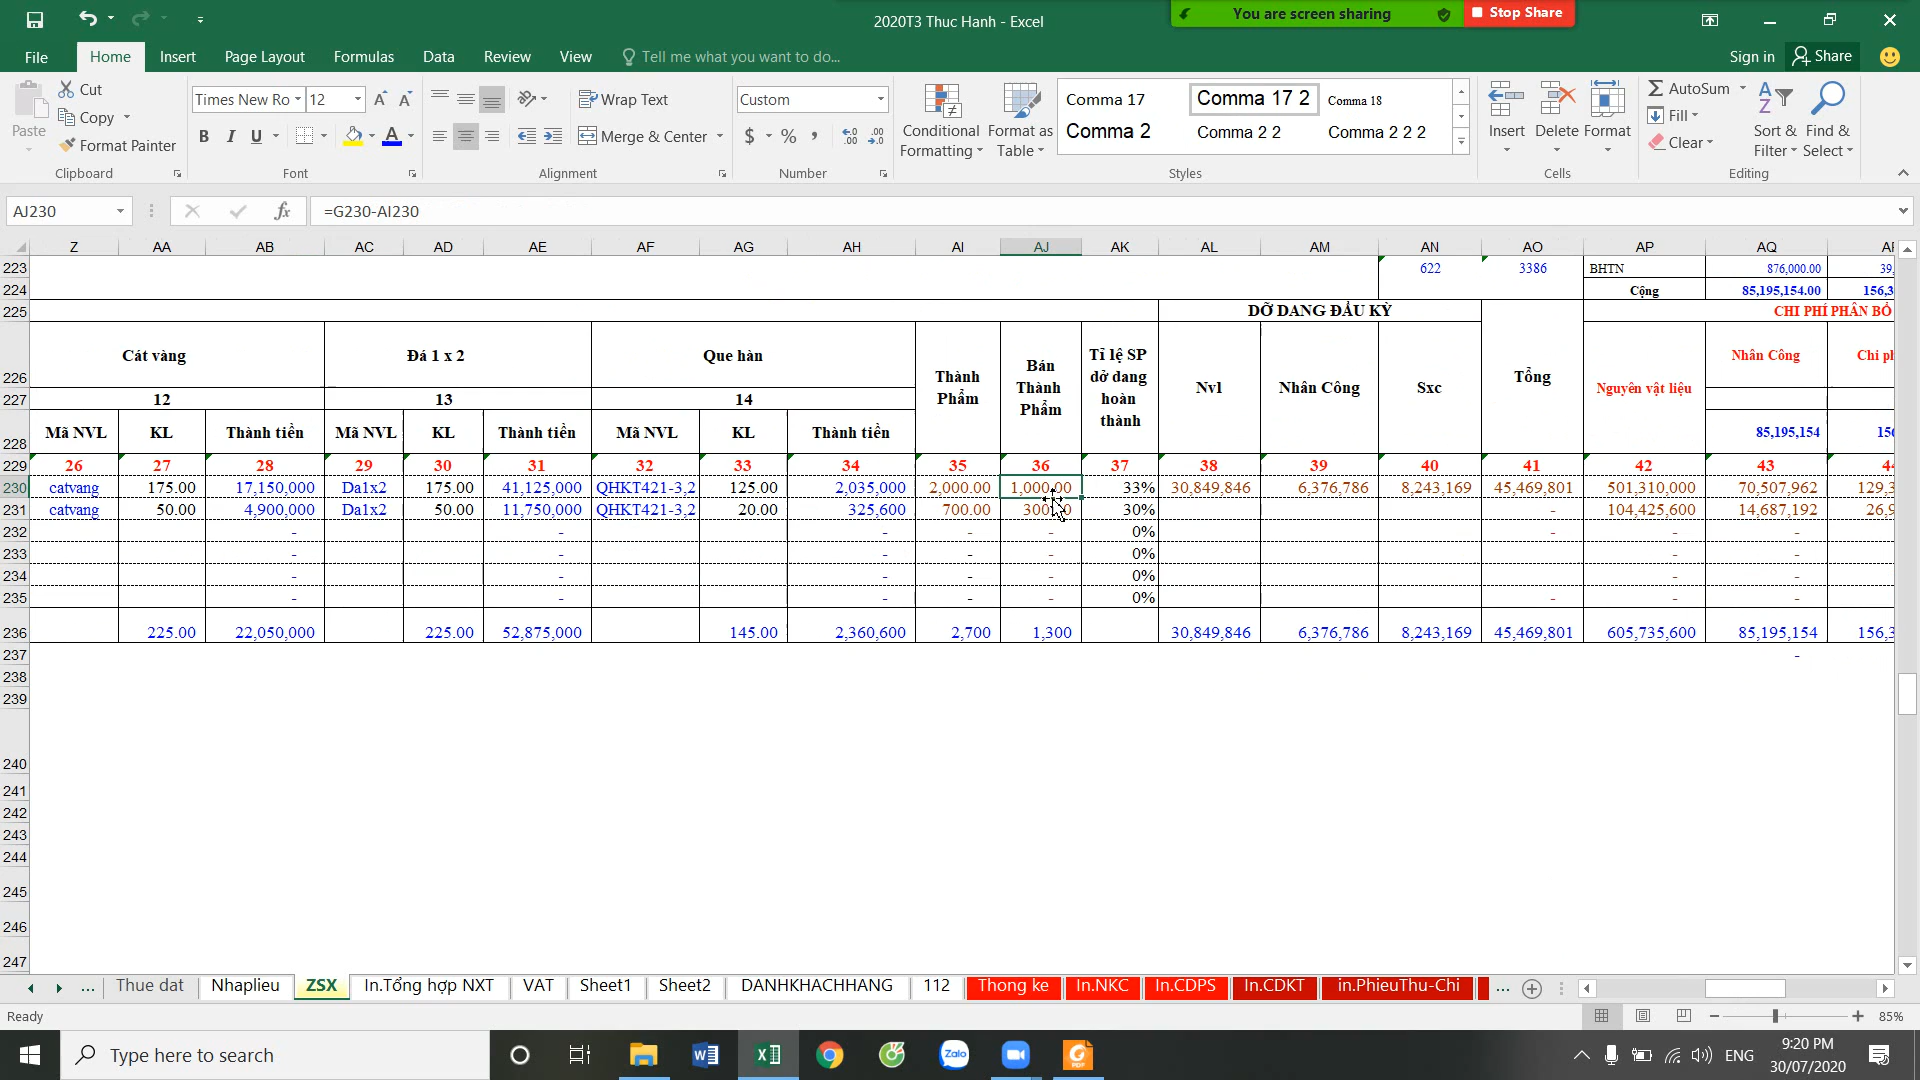 2020T3 Thuc Hanh - Excel
You are screen sharing
Stop Share
File Home Insert Page Layout Formulas Data Review View Tell me what you want to do...
Sign in Share
Paste Cut Copy Format Painter Clipboard
Times New Ro 12 B I U Font
Wrap Text Merge & Center Alignment
Custom $ % , Number
Conditional Formatting Format as Table
Comma 17 Comma 17 2 Comma 18
Comma 2 Comma 2 2 Comma 2 2 2
Styles
Insert Delete Format Cells
AutoSum Fill Clear Sort & Filter Find & Select Editing
AJ230 fx =G230-AI230
Z AA AB AC AD AE AF AG AH AI AJ AK AL AM AN AO AP AQ
223 622 3386 BHTN 876,000.00 39,
224 Cộng 85,195,154.00 156,3
225 DỞ DANG ĐẦU KỲ CHI PHÍ PHÂN BỔ
226 Cát vàng Đá 1 x 2 Que hàn Thành Phẩm Bán Thành Phẩm Tỉ lệ SP dở dang hoàn thành Nvl Nhân Công Sxc Tổng Nguyên vật liệu Nhân Công Chi ph
227 12 13 14
228 Mã NVL KL Thành tiền Mã NVL KL Thành tiền Mã NVL KL Thành tiền 85,195,154 156
229 26 27 28 29 30 31 32 33 34 35 36 37 38 39 40 41 42 43 44
230 catvang 175.00 17,150,000 Da1x2 175.00 41,125,000 QHKT421-3,2 125.00 2,035,000 2,000.00 1,000.00 33% 30,849,846 6,376,786 8,243,169 45,469,801 501,310,000 70,507,962 129,3
231 catvang 50.00 4,900,000 Da1x2 50.00 11,750,000 QHKT421-3,2 20.00 325,600 700.00 30% - 104,425,600 14,687,192 26,9
232 - - - - - 0% - - -
233 - - - - - 0% - -
234 - - - - - 0% - -
235 - - - - - 0% - - -
236 225.00 22,050,000 225.00 52,875,000 145.00 2,360,600 2,700 1,300 30,849,846 6,376,786 8,243,169 45,469,801 605,735,600 85,195,154 156,3
237 -
238
239
240
241
242
243
244
245
246
247
... Thue dat Nhaplieu ZSX In.Tổng hợp NXT VAT Sheet1 Sheet2 DANHKHACHHANG 112 Thong ke In.NKC In.CDPS In.CDKT in.PhieuThu-Chi ...
Ready 85%
Type here to search
Zalo
PDF
ENG
9:20 PM
30/07/2020